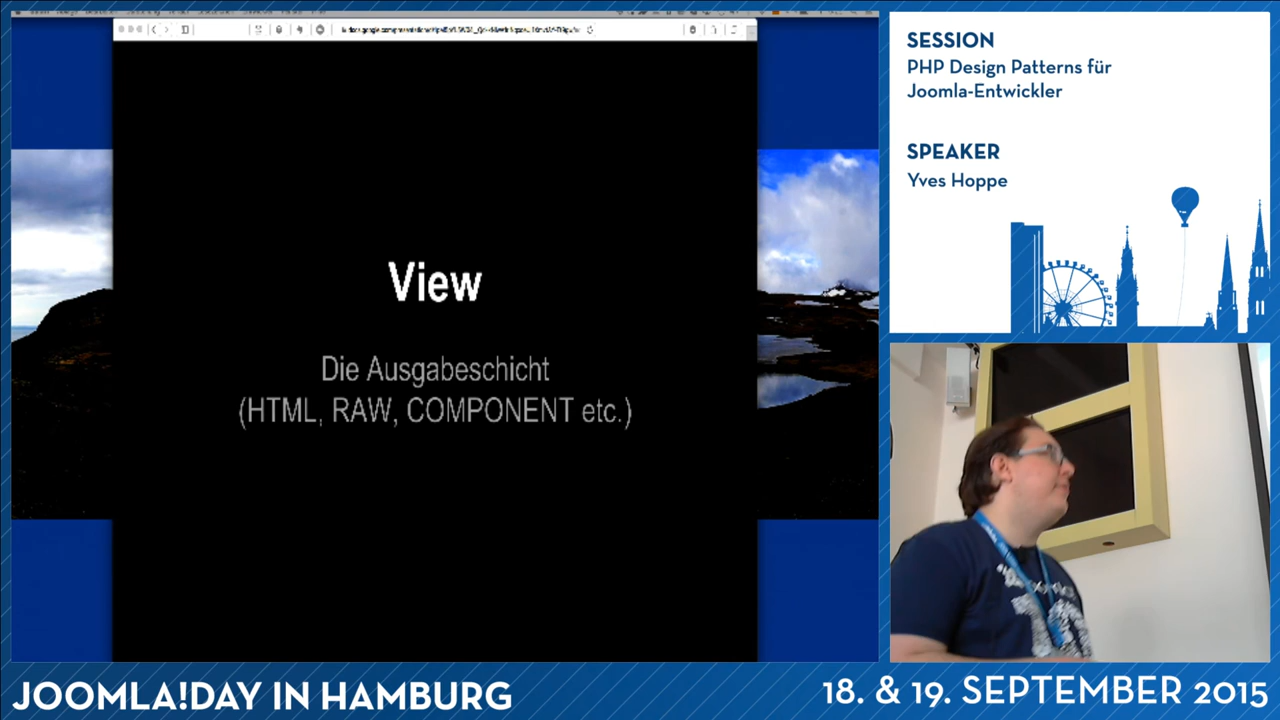 View
Die Ausgabeschicht
(HTML, RAW, COMPONENT etc.)
SESSION
PHP Design Patterns für
Joomla-Entwickler
SPEAKER
Yves Hoppe
JOOMLA!DAY IN HAMBURG
18. & 19. SEPTEMBER 2015